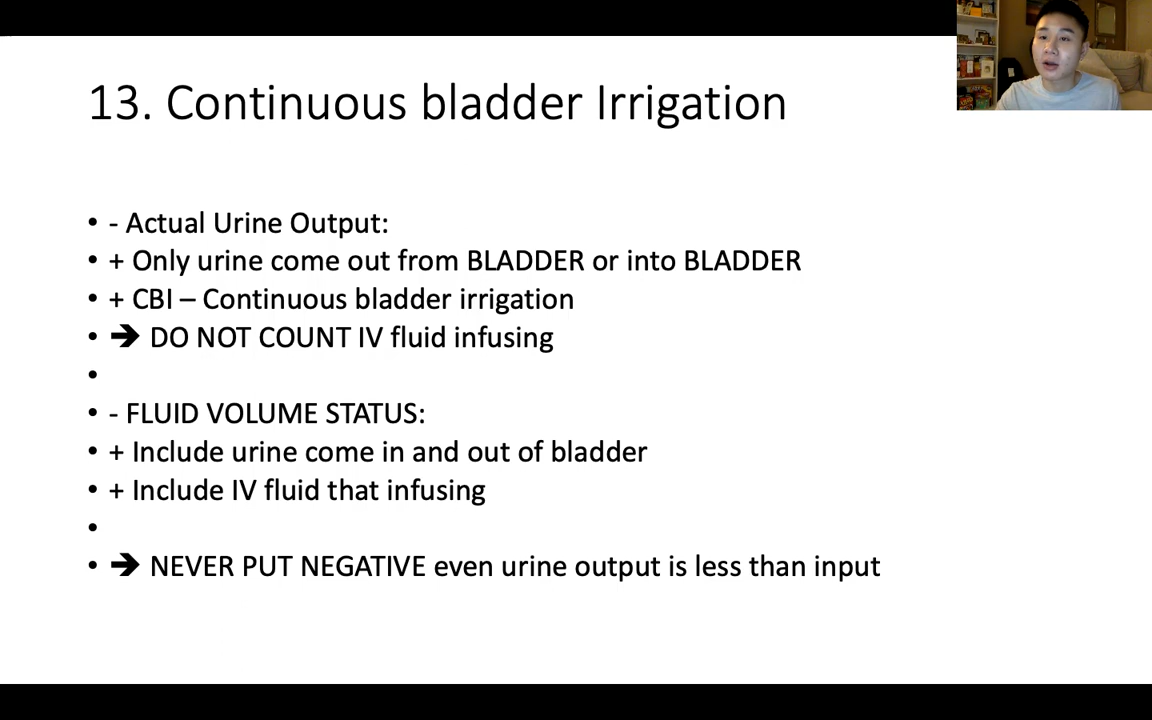 13. Continuous bladder Irrigation
• - Actual Urine Output:
• + Only urine come out from BLADDER or into BLADDER
• + CBI – Continuous bladder irrigation
• ➔ DO NOT COUNT IV fluid infusing
•
• - FLUID VOLUME STATUS:
• + Include urine come in and out of bladder
• + Include IV fluid that infusing
•
• ➔ NEVER PUT NEGATIVE even urine output is less than input